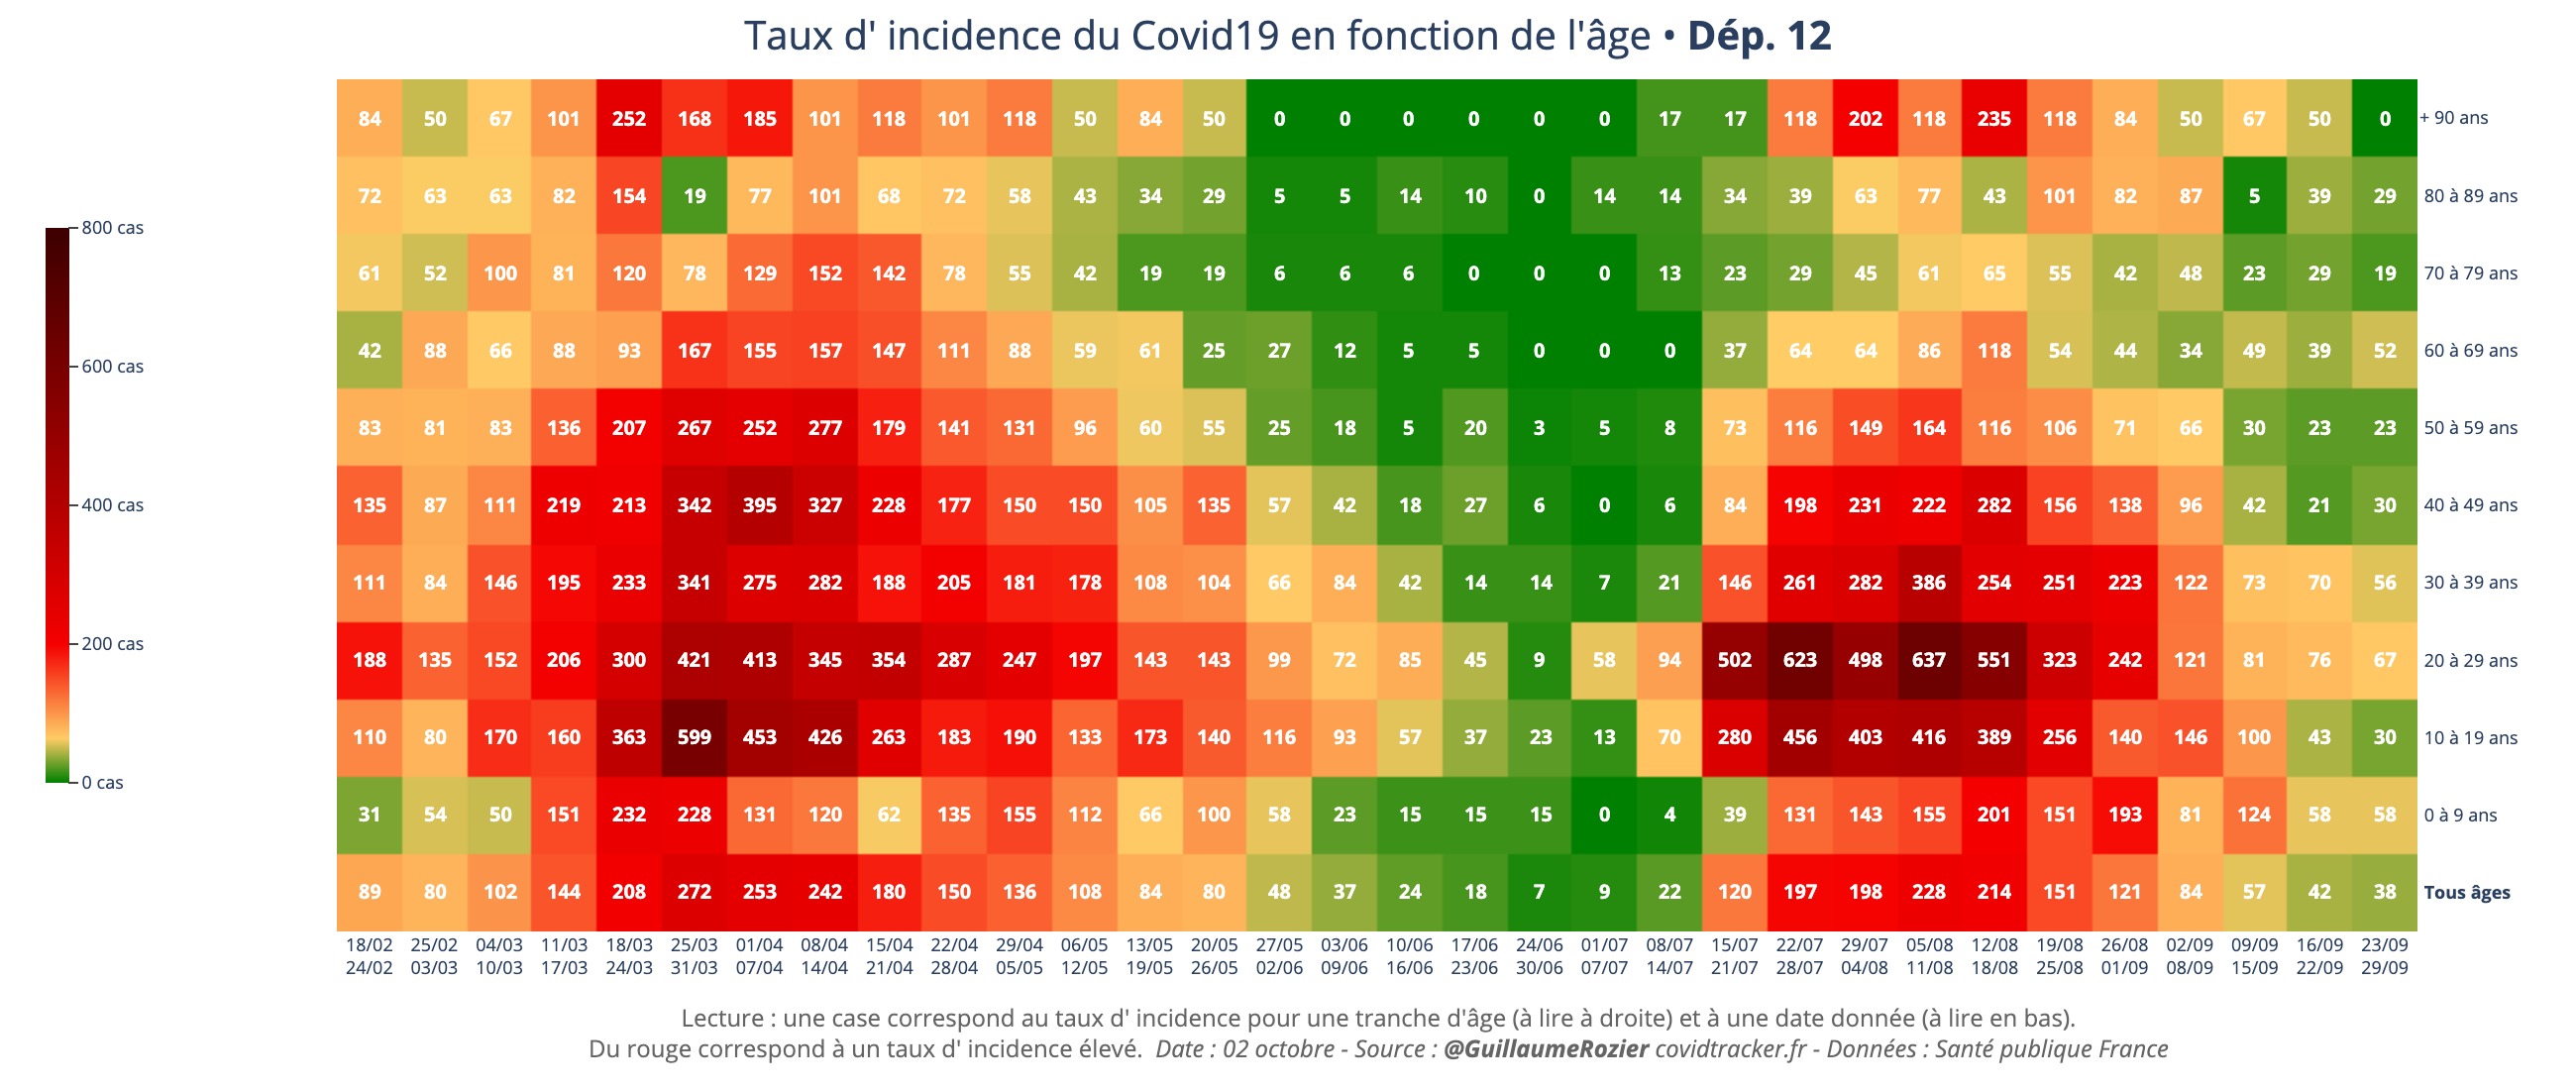 Taux d' incidence du Covid19 en fonction de l'âge • Dép. 12
84 50 67 101 252 168 185 101 118 101 118 50 84 50 0 0 0 0 0 0 17 17 118 202 118 235 118 84 50 67 50 0 + 90 ans
72 63 63 82 154 19 77 101 68 72 58 43 34 29 5 5 14 10 0 14 14 34 39 63 77 43 101 82 87 5 39 29 80 à 89 ans
800 cas
61 52 100 81 120 78 129 152 142 78 55 42 19 19 6 6 6 0 0 0 13 23 29 45 61 65 55 42 48 23 29 19 70 à 79 ans
42 88 66 88 93 167 155 157 147 111 88 59 61 25 27 12 5 5 0 0 0 37 64 64 86 118 54 44 34 49 39 52 60 à 69 ans
600 cas
83 81 83 136 207 267 252 277 179 141 131 96 60 55 25 18 5 20 3 5 8 73 116 149 164 116 106 71 66 30 23 23 50 à 59 ans
400 cas
135 87 111 219 213 342 395 327 228 177 150 150 105 135 57 42 18 27 6 0 6 84 198 231 222 282 156 138 96 42 21 30 40 à 49 ans
111 84 146 195 233 341 275 282 188 205 181 178 108 104 66 84 42 14 14 7 21 146 261 282 386 254 251 223 122 73 70 56 30 à 39 ans
200 cas
188 135 152 206 300 421 413 345 354 287 247 197 143 143 99 72 85 45 9 58 94 502 623 498 637 551 323 242 121 81 76 67 20 à 29 ans
110 80 170 160 363 599 453 426 263 183 190 133 173 140 116 93 57 37 23 13 70 280 456 403 416 389 256 140 146 100 43 30 10 à 19 ans
0 cas
31 54 50 151 232 228 131 120 62 135 155 112 66 100 58 23 15 15 15 0 4 39 131 143 155 201 151 193 81 124 58 58 0 à 9 ans
89 80 102 144 208 272 253 242 180 150 136 108 84 80 48 37 24 18 7 9 22 120 197 198 228 214 151 121 84 57 42 38 Tous âges
18/02 25/02 04/03 11/03 18/03 25/03 01/04 08/04 15/04 22/04 29/04 06/05 13/05 20/05 27/05 03/06 10/06 17/06 24/06 01/07 08/07 15/07 22/07 29/07 05/08 12/08 19/08 26/08 02/09 09/09 16/09 23/09
24/02 03/03 10/03 17/03 24/03 31/03 07/04 14/04 21/04 28/04 05/05 12/05 19/05 26/05 02/06 09/06 16/06 23/06 30/06 07/07 14/07 21/07 28/07 04/08 11/08 18/08 25/08 01/09 08/09 15/09 22/09 29/09
Lecture : une case correspond au taux d' incidence pour une tranche d'âge (à lire à droite) et à une date donnée (à lire en bas).
Du rouge correspond à un taux d' incidence élevé. Date : 02 octobre - Source : @GuillaumeRozier covidtracker.fr - Données : Santé publique France